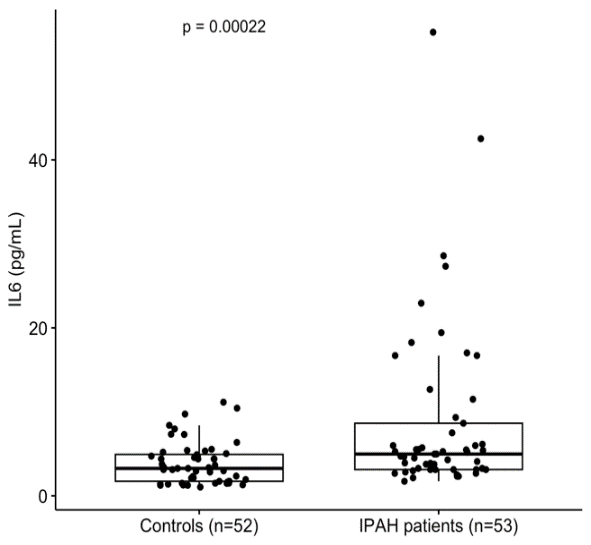 p = 0.00022
IL6 (pg/mL)
40
20
0
Controls (n=52)
IPAH patients (n=53)